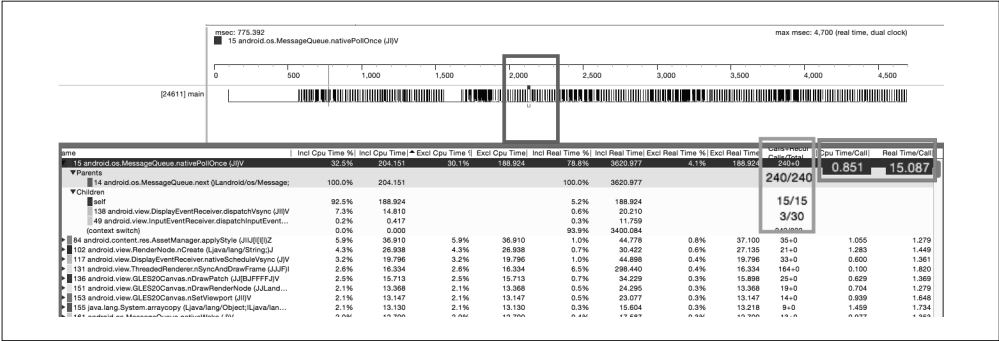 msec: 775.392 max msec: 4,700 (real time, dual clock)
15 android.os.MessageQueue.nativePollOnce (JI)V
0 500 1,000 1,500 2,000 2,500 3,000 3,500 4,000 4,500
[24611] main
ame Incl Cpu Time % Incl Cpu Time Excl Cpu Time Excl Cpu Time Incl Real Time % Incl Real Time Excl Real Time % Excl Real Time Calls+Recur Calls/Total Cpu Time/Call Real Time/Call
15 android.os.MessageQueue.nativePollOnce (JI)V 32.5% 204.151 30.1% 188.924 78.8% 3620.977 4.1% 188.924 240+0 0.851 15.087
Parents
14 android.os.MessageQueue.next ()Landroid/os/Message; 100.0% 204.151 100.0% 3620.977 240/240
Children
self 92.5% 188.924 5.2% 188.924
138 android.view.DisplayEventReceiver.dispatchVsync (JII)V 7.3% 14.810 0.6% 20.210 15/15
49 android.view.InputEventReceiver.dispatchInputEvent... 0.2% 0.417 0.3% 11.759 3/30
(context switch) 0.0% 0.000 93.9% 3400.084
84 android.content.res.AssetManager.applyStyle 5.9% 36.910 5.9% 36.910 1.0% 44.778 0.8% 37.100 35+0 1.055 1.279
102 android.view.RenderNode.nCreate (Ljava/lang/String;)J 4.3% 26.938 4.3% 26.938 0.7% 30.422 0.6% 27.135 21+0 1.283 1.449
117 android.view.DisplayEventReceiver.nativeScheduleVsync (J)V 3.2% 19.796 3.2% 19.796 1.0% 44.898 0.4% 19.796 33+0 0.600 1.361
131 android.view.ThreadedRenderer.nSyncAndDrawFrame (JJJF)I 2.6% 16.334 2.6% 16.334 6.5% 298.440 0.4% 16.334 164+0 0.100 1.820
136 android.view.GLES20Canvas.nDrawPatch (JJBJFFFFJ)V 2.5% 15.713 2.5% 15.713 0.7% 34.229 0.3% 15.898 25+0 0.629 1.369
151 android.view.GLES20Canvas.nDrawRenderNode (JJLand... 2.1% 13.368 2.1% 13.368 0.5% 24.295 0.3% 13.368 19+0 0.704 1.279
153 android.view.GLES20Canvas.nSetViewport (JII)V 2.1% 13.147 2.1% 13.147 0.5% 23.077 0.3% 13.147 14+0 0.939 1.648
155 java.lang.System.arraycopy (Ljava/lang/Object;ILjava/lan... 2.1% 13.130 2.1% 13.130 0.3% 15.604 0.3% 13.218 9+0 1.459 1.734